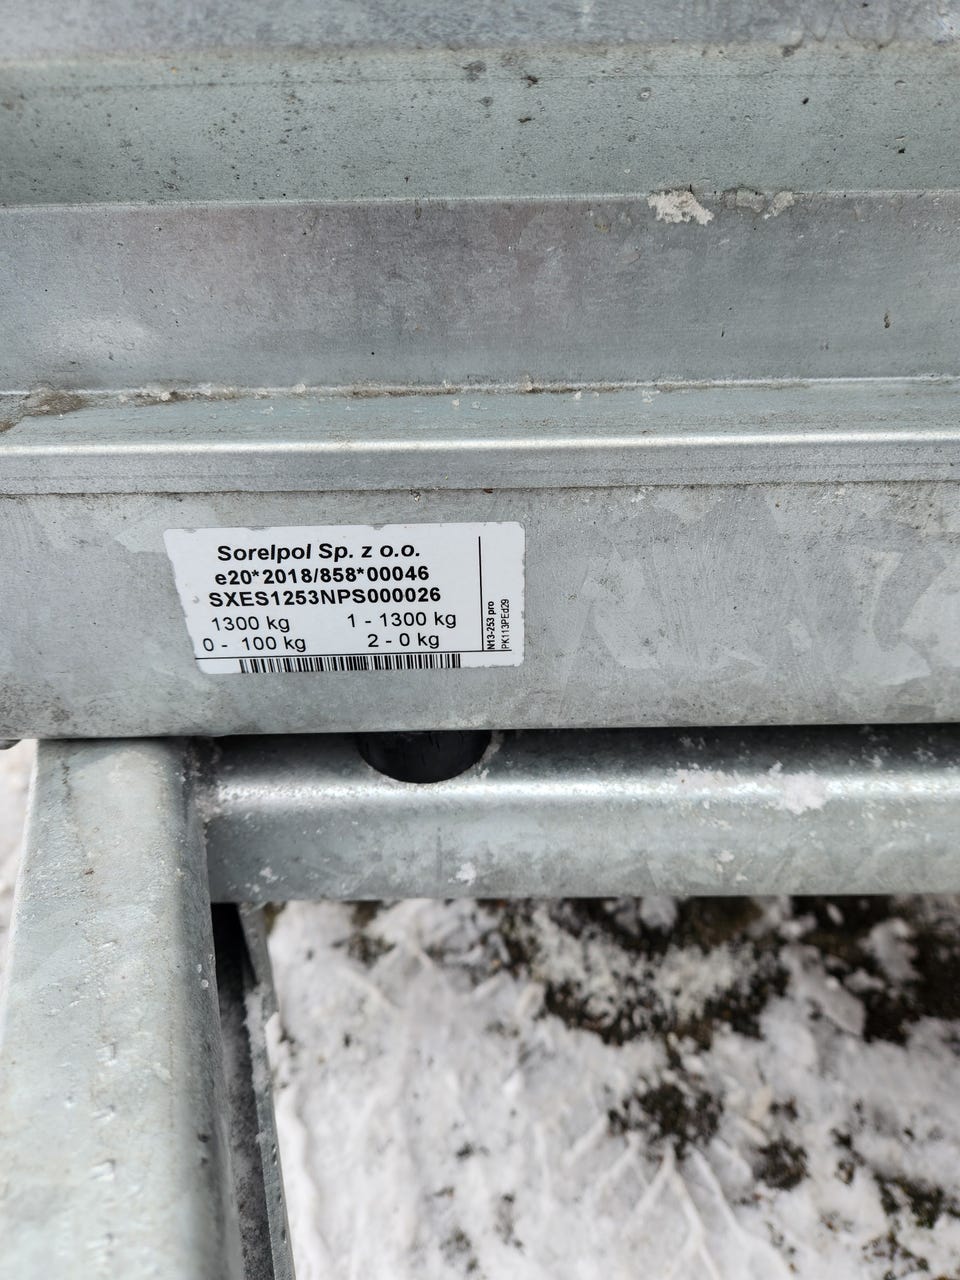 Sorelpol Sp. z o.o.
e20*2018/858*00046
SXES1253NPS000026
1300 kg 1 - 1300 kg
0 - 100 kg 2 - 0 kg
N13-253 pro
PK113PEd29